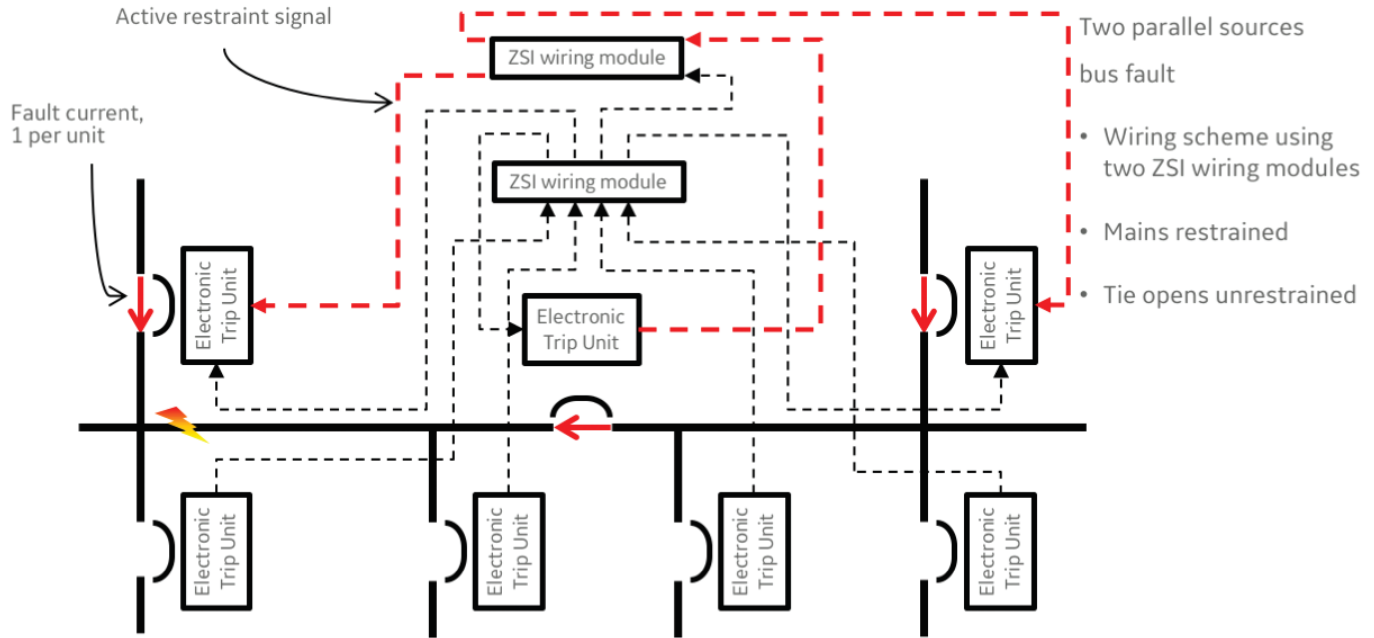 Active restraint signal
ZSI wiring module
Two parallel sources
bus fault
Fault current,
1 per unit
• Wiring scheme using
two ZSI wiring modules
ZSI wiring module
• Mains restrained
• Tie opens unrestrained
Electronic
Trip Unit
Electronic
Trip Unit
Electronic
Trip Unit
Electronic
Trip Unit
Electronic
Trip Unit
Electronic
Trip Unit
Electronic
Trip Unit